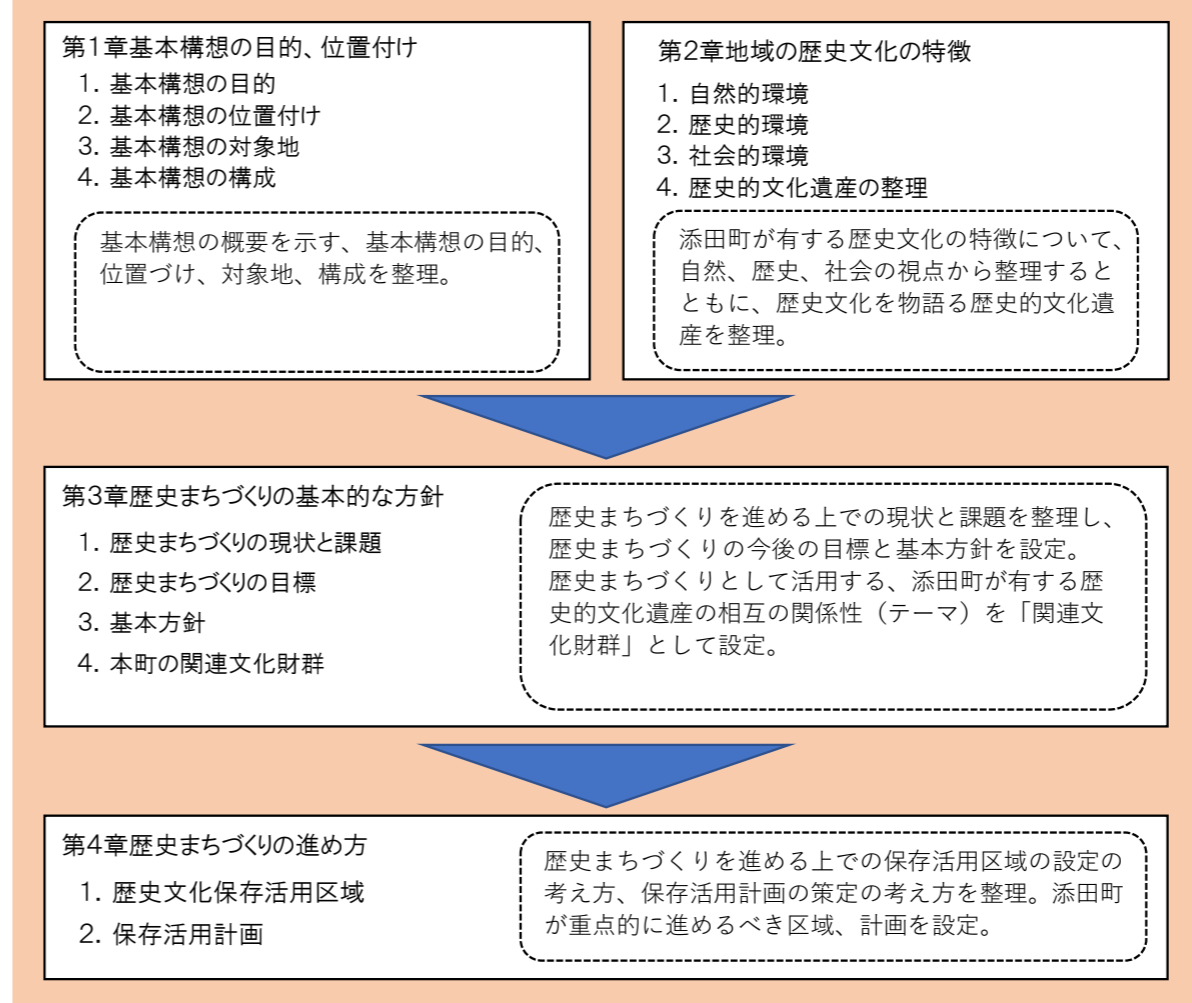 第1章基本構想の目的、位置付け
1. 基本構想の目的
2. 基本構想の位置付け
3. 基本構想の対象地
4. 基本構想の構成
基本構想の概要を示す、基本構想の目的、
位置づけ、対象地、構成を整理。
第2章地域の歴史文化の特徴
1. 自然的環境
2. 歴史的環境
3. 社会的環境
4. 歴史的文化遺産の整理
添田町が有する歴史文化の特徴について、
自然、歴史、社会の視点から整理すると
ともに、歴史文化を物語る歴史的文化遺
産を整理。
第3章歴史まちづくりの基本的な方針
1. 歴史まちづくりの現状と課題
2. 歴史まちづくりの目標
3. 基本方針
4. 本町の関連文化財群
歴史まちづくりを進める上での現状と課題を整理し、
歴史まちづくりの今後の目標と基本方針を設定。
歴史まちづくりとして活用する、添田町が有する歴
史的文化遺産の相互の関係性（テーマ）を「関連文
化財群」として設定。
第4章歴史まちづくりの進め方
1. 歴史文化保存活用区域
2. 保存活用計画
歴史まちづくりを進める上での保存活用区域の設定の
考え方、保存活用計画の策定の考え方を整理。添田町
が重点的に進めるべき区域、計画を設定。